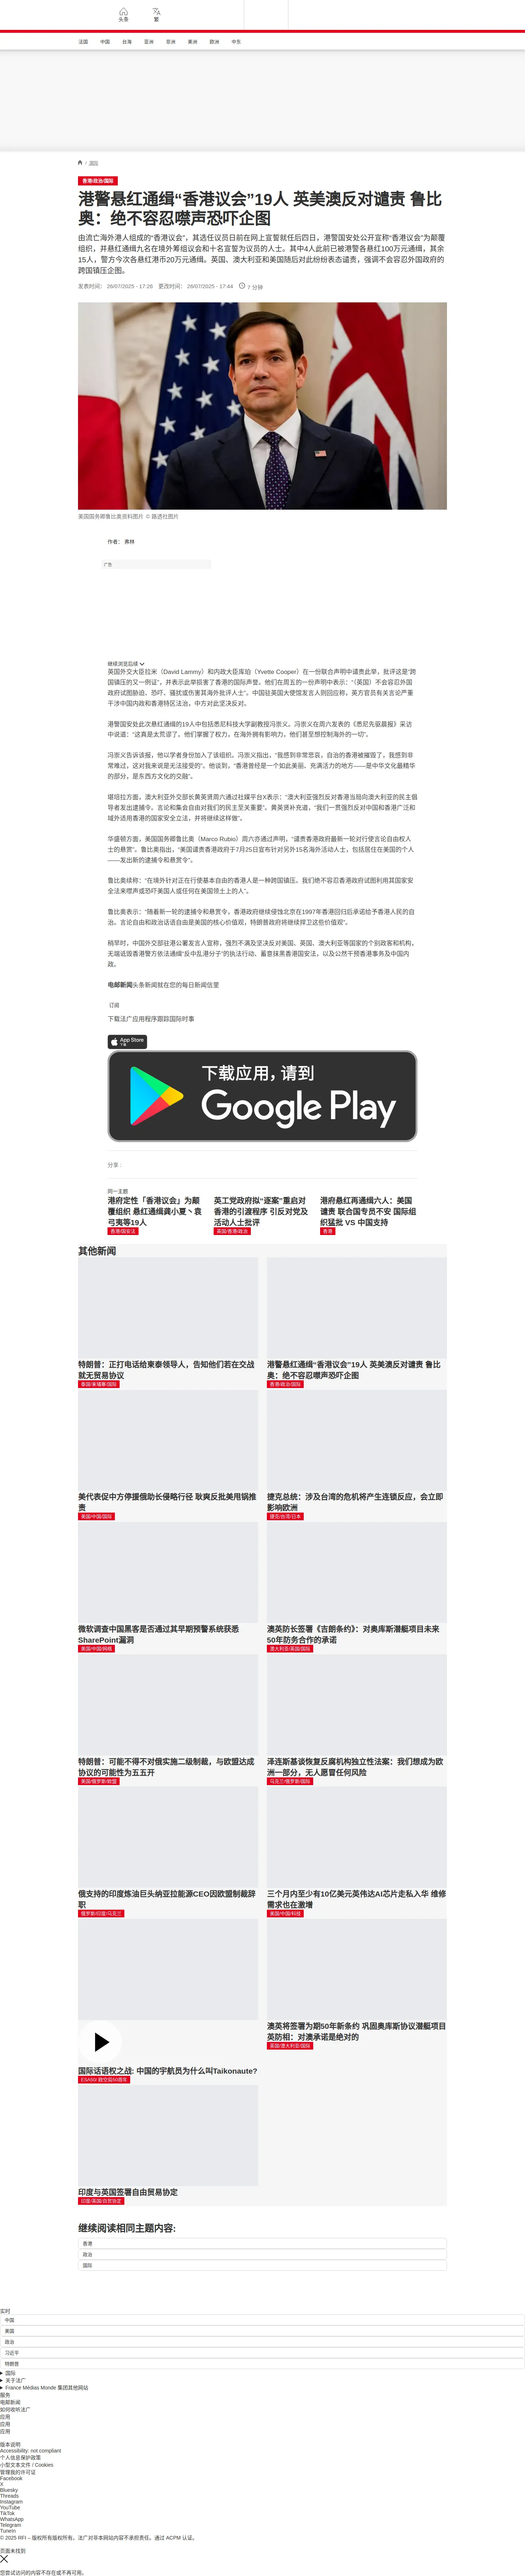 头条
繁
法国
中国
台海
亚洲
非洲
美洲
欧洲
中东
/ 国际
香港/政治/国际
港警悬红通缉“香港议会”19人 英美澳反对谴责 鲁比
奥：绝不容忍噤声恐吓企图
由流亡海外港人组成的“香港议会”，其选任议员日前在网上宣誓就任后四日，港警国安处公开宣称“香港议会”为颠覆
组织，并悬红通缉九名在境外筹组议会和十名宣誓为议员的人士。其中4人此前已被港警各悬红100万元通缉，其余
15人，警方今次各悬红港币20万元通缉。英国、澳大利亚和美国随后对此纷纷表态谴责，强调不会容忍外国政府的
跨国镇压企图。
发表时间： 26/07/2025 - 17:26 更改时间： 26/07/2025 - 17:44 7 分钟
美国国务卿鲁比奥资料图片 © 路透社图片
作者： 弗林
广告
继续浏览后续
英国外交大臣拉米（David Lammy）和内政大臣库珀（Yvette Cooper）在一份联合声明中谴责此举，批评这是“跨
国镇压的又一例证”，并表示此举损害了香港的国际声誉。他们在周五的一份声明中表示：“（英国）不会容忍外国
政府试图胁迫、恐吓、骚扰或伤害其海外批评人士”。中国驻英国大使馆发言人则回应称，英方官员有关言论严重
干涉中国内政和香港特区法治，中方对此坚决反对。
港警国安处此次悬红通缉的19人中包括悉尼科技大学副教授冯崇义。冯崇义在周六发表的《悉尼先驱晨报》采访
中说道：“这真是太荒谬了。他们掌握了权力，在海外拥有影响力，他们甚至想控制海外的一切”。
冯崇义告诉该报，他以学者身份加入了该组织。冯崇义指出，“我感到非常悲哀，自治的香港被摧毁了，我感到非
常难过，这对我来说是无法接受的”。他谈到，“香港曾经是一个如此美丽、充满活力的地方——是中华文化最精华
的部分，是东西方文化的交融”。
堪培拉方面，澳大利亚外交部长黄英贤周六通过社媒平台X表示：“澳大利亚强烈反对香港当局向澳大利亚的民主倡
导者发出逮捕令。言论和集会自由对我们的民主至关重要”。黄英贤补充道，“我们一贯强烈反对中国和香港广泛和
域外适用香港的国家安全立法，并将继续这样做”。
华盛顿方面，美国国务卿鲁比奥（Marco Rubio）周六亦通过声明，“谴责香港政府最新一轮对行使言论自由权人
士的悬赏”。鲁比奥指出，“美国谴责香港政府于7月25日宣布针对另外15名海外活动人士，包括居住在美国的个人
——发出新的逮捕令和悬赏令”。
鲁比奥续称：“在境外针对正在行使基本自由的香港人是一种跨国镇压。我们绝不容忍香港政府试图利用其国家安
全法来噤声或恐吓美国人或任何在美国领土上的人”。
鲁比奥表示：“随着新一轮的逮捕令和悬赏令，香港政府继续侵蚀北京在1997年香港回归后承诺给予香港人民的自
治。言论自由和政治话语自由是美国的核心价值观，特朗普政府将继续捍卫这些价值观”。
稍早时，中国外交部驻港公署发言人宣称，强烈不满及坚决反对美国、英国、澳大利亚等国家的个别政客和机构，
无端诋毁香港警方依法通缉“反中乱港分子”的执法行动、蓄意抹黑香港国安法，以及公然干预香港事务及中国内
政。
电邮新闻头条新闻就在您的每日新闻信里
订阅
下载法广应用程序跟踪国际时事
App Store
下载
下载应用，请到
Google Play
分享 :
同一主题
港府定性「香港议会」为颠
覆组织 悬红通缉龚小夏丶袁
弓夷等19人
香港/国安法
英工党政府拟“逐案”重启对
香港的引渡程序 引反对党及
活动人士批评
英国/香港/政治
港府悬红再通缉六人：美国
谴责 联合国专员不安 国际组
织猛批 VS 中国支持
香港
其他新闻
特朗普：正打电话给柬泰领导人，告知他们若在交战
就无贸易协议
泰国/柬埔寨/国际
港警悬红通缉“香港议会”19人 英美澳反对谴责 鲁比
奥：绝不容忍噤声恐吓企图
香港/政治/国际
美代表促中方停援俄助长侵略行径 耿爽反批美甩锅推
责
美国/中国/国际
捷克总统：涉及台湾的危机将产生连锁反应，会立即
影响欧洲
捷克/台湾/日本
微软调查中国黑客是否通过其早期预警系统获悉
SharePoint漏洞
美国/中国/网络
澳英防长签署《吉朗条约》：对奥库斯潜艇项目未来
50年防务合作的承诺
澳大利亚/英国/国际
特朗普：可能不得不对俄实施二级制裁，与欧盟达成
协议的可能性为五五开
美国/俄罗斯/欧盟
泽连斯基谈恢复反腐机构独立性法案：我们想成为欧
洲一部分，无人愿冒任何风险
乌克兰/俄罗斯/国际
俄支持的印度炼油巨头纳亚拉能源CEO因欧盟制裁辞
职
俄罗斯/印度/乌克兰
三个月内至少有10亿美元英伟达AI芯片走私入华 维修
需求也在激增
美国/中国/科技
国际话语权之战: 中国的宇航员为什么叫Taikonaute?
ESA50/ 欧空局50周年
澳英将签署为期50年新条约 巩固奥库斯协议潜艇项目
英防相：对澳承诺是绝对的
英国/澳大利亚/国际
印度与英国签署自由贸易协定
印度/英国/自贸协定
继续阅读相同主题内容:
香港
政治
国际
实时
中国
美国
政治
习近平
特朗普
国际
关于法广
France Médias Monde 集团其他网站
服务
电邮新闻
如何收听法广
应用
应用
应用
版本说明
Accessibility: not compliant
个人信息保护政策
小型文本文件 / Cookies
管理我的许可证
Facebook
X
Bluesky
Threads
Instagram
YouTube
TikTok
WhatsApp
Telegram
TuneIn
© 2025 RFI – 版权所有版权所有。法广对非本网站内容不承担责任。通过 ACPM 认证。
页面未找到
您尝试访问的内容不存在或不再可用。